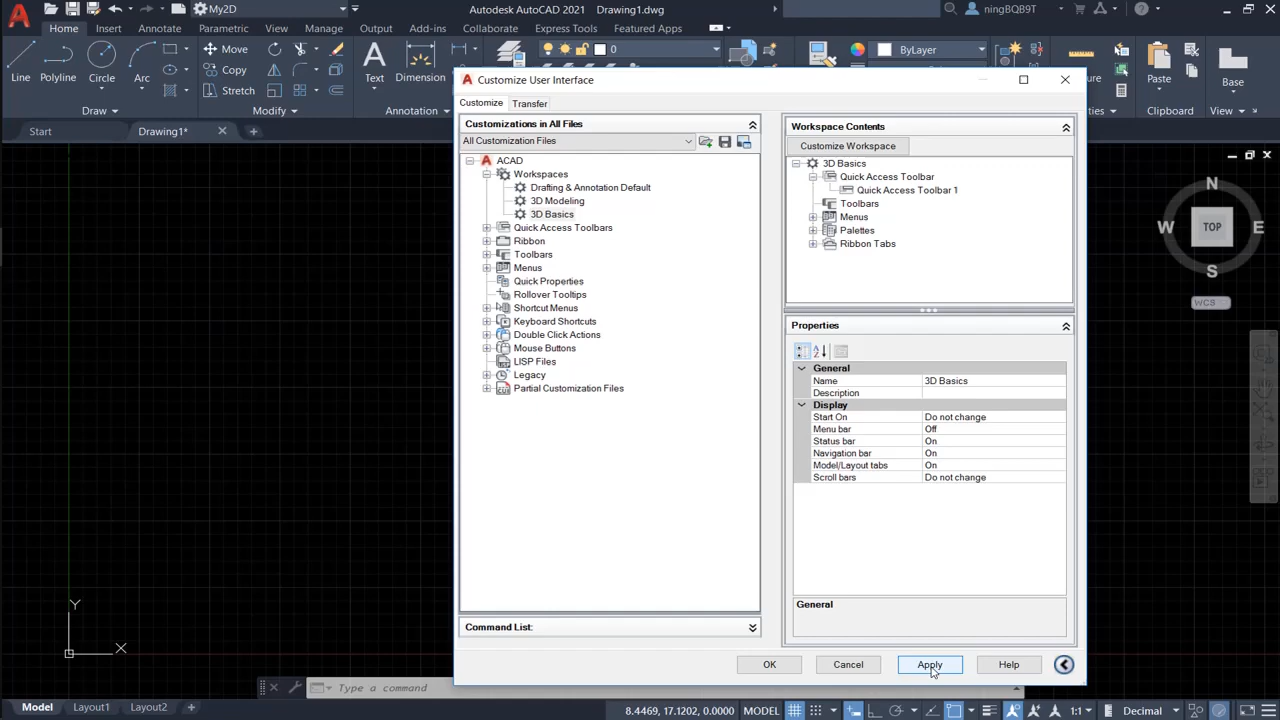 My2D
Autodesk AutoCAD 2021 Drawing1.dwg
ningBQ9T
Home Insert Annotate Parametric View Manage Output Add-ins Collaborate Express Tools Featured Apps
Line Polyline Circle Arc
Move
Copy
Stretch
Text Dimension
0
ByLayer
Paste Base
Draw Modify Annotation Clipboard View
Start Drawing1*
Customize User Interface
Customize Transfer
Customizations in All Files
All Customization Files
ACAD
Workspaces
Drafting & Annotation Default
3D Modeling
3D Basics
Quick Access Toolbars
Ribbon
Toolbars
Menus
Quick Properties
Rollover Tooltips
Shortcut Menus
Keyboard Shortcuts
Double Click Actions
Mouse Buttons
LISP Files
Legacy
Partial Customization Files
Command List:
Workspace Contents
Customize Workspace
3D Basics
Quick Access Toolbar
Quick Access Toolbar 1
Toolbars
Menus
Palettes
Ribbon Tabs
Properties
General
Name 3D Basics
Description
Display
Start On Do not change
Menu bar Off
Status bar On
Navigation bar On
Model/Layout tabs On
Scroll bars Do not change
General
OK Cancel Apply Help
N
W TOP E
S
WCS
Y
X
Type a command
Model Layout1 Layout2
8.4469, 17.1202, 0.0000 MODEL 1:1 Decimal